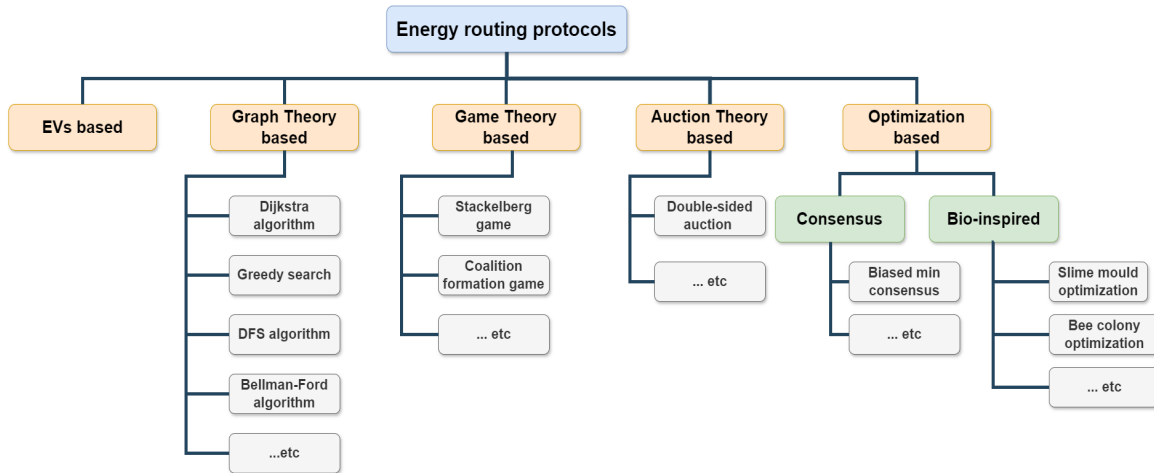 Energy routing protocols
EVs based
Graph Theory
based
Game Theory
based
Auction Theory
based
Optimization
based
Dijkstra
algorithm
Greedy search
DFS algorithm
Bellman-Ford
algorithm
...etc
Stackelberg
game
Coalition
formation game
... etc
Double-sided
auction
... etc
Consensus
Bio-inspired
Biased min
consensus
... etc
Slime mould
optimization
Bee colony
optimization
... etc